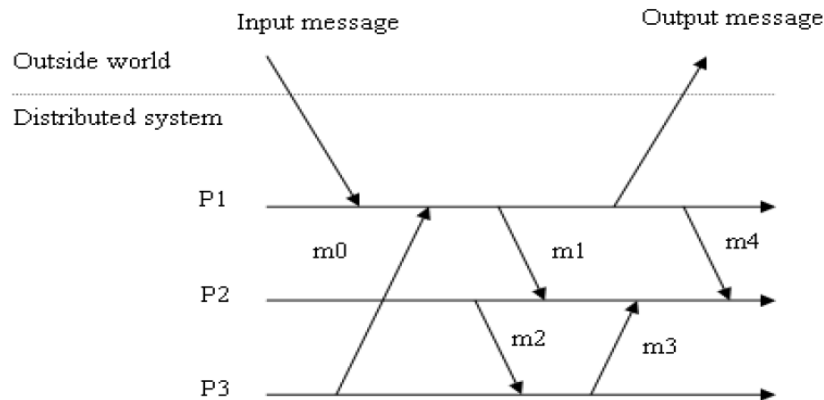 Input message
Output message
Outside world
Distributed system
P1
m0
m1
m4
P2
m2
m3
P3